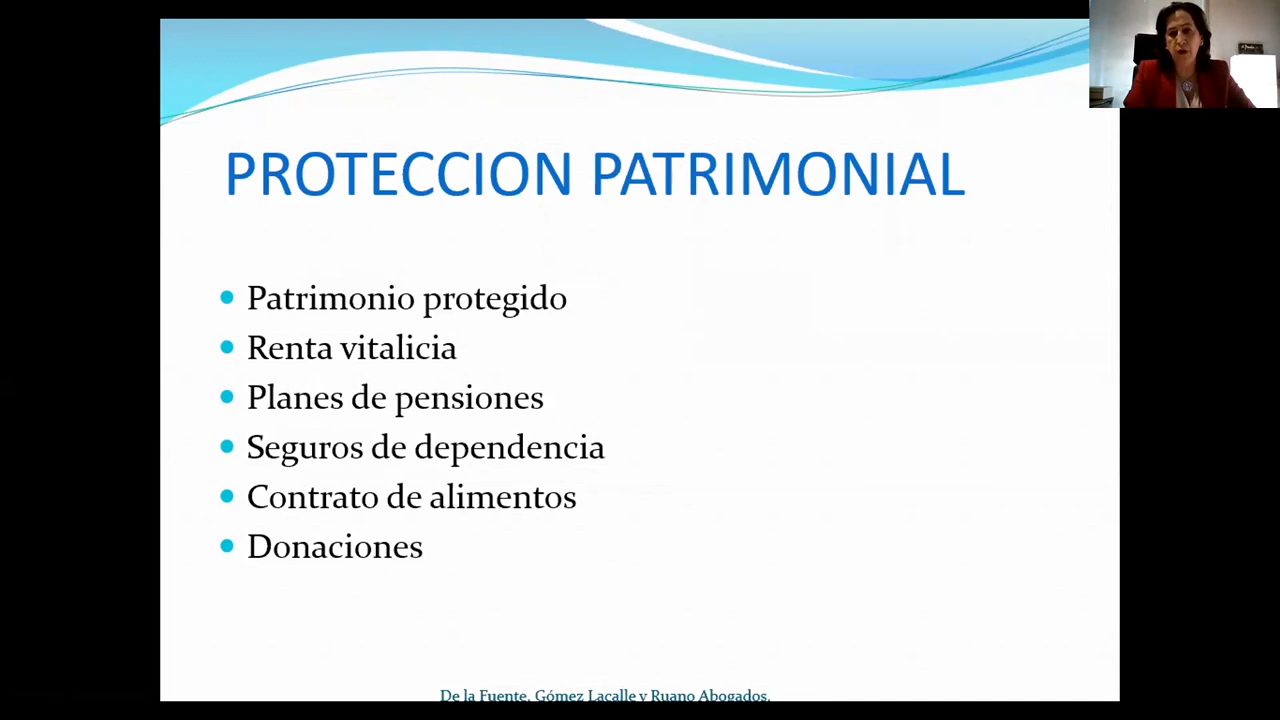 PROTECCION PATRIMONIAL
Patrimonio protegido
Renta vitalicia
Planes de pensiones
Seguros de dependencia
Contrato de alimentos
Donaciones
De la Fuente, Gómez Lacalle y Ruano Abogados.